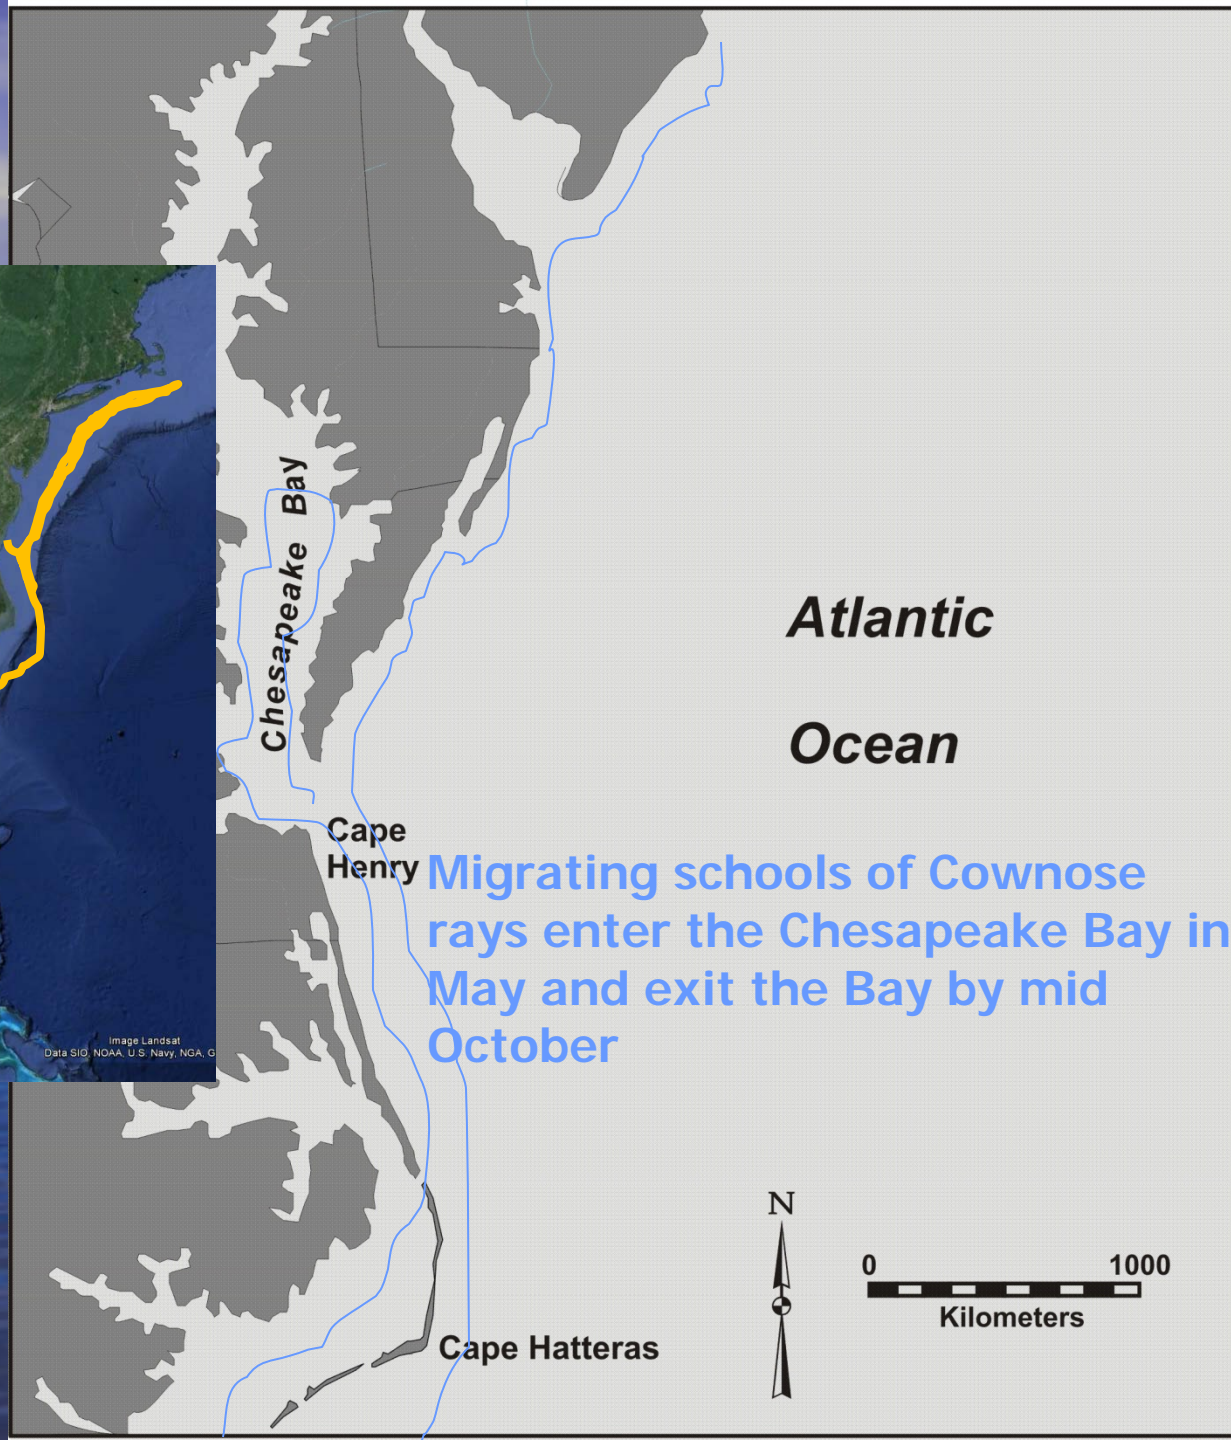 Chesapeake Bay
Atlantic
Ocean
Cape
Henry
Migrating schools of Cownose
rays enter the Chesapeake Bay in
May and exit the Bay by mid
October
Image Landsat
Data SIO, NOAA, U.S. Navy, NGA, G
N
0 1000
Kilometers
Cape Hatteras